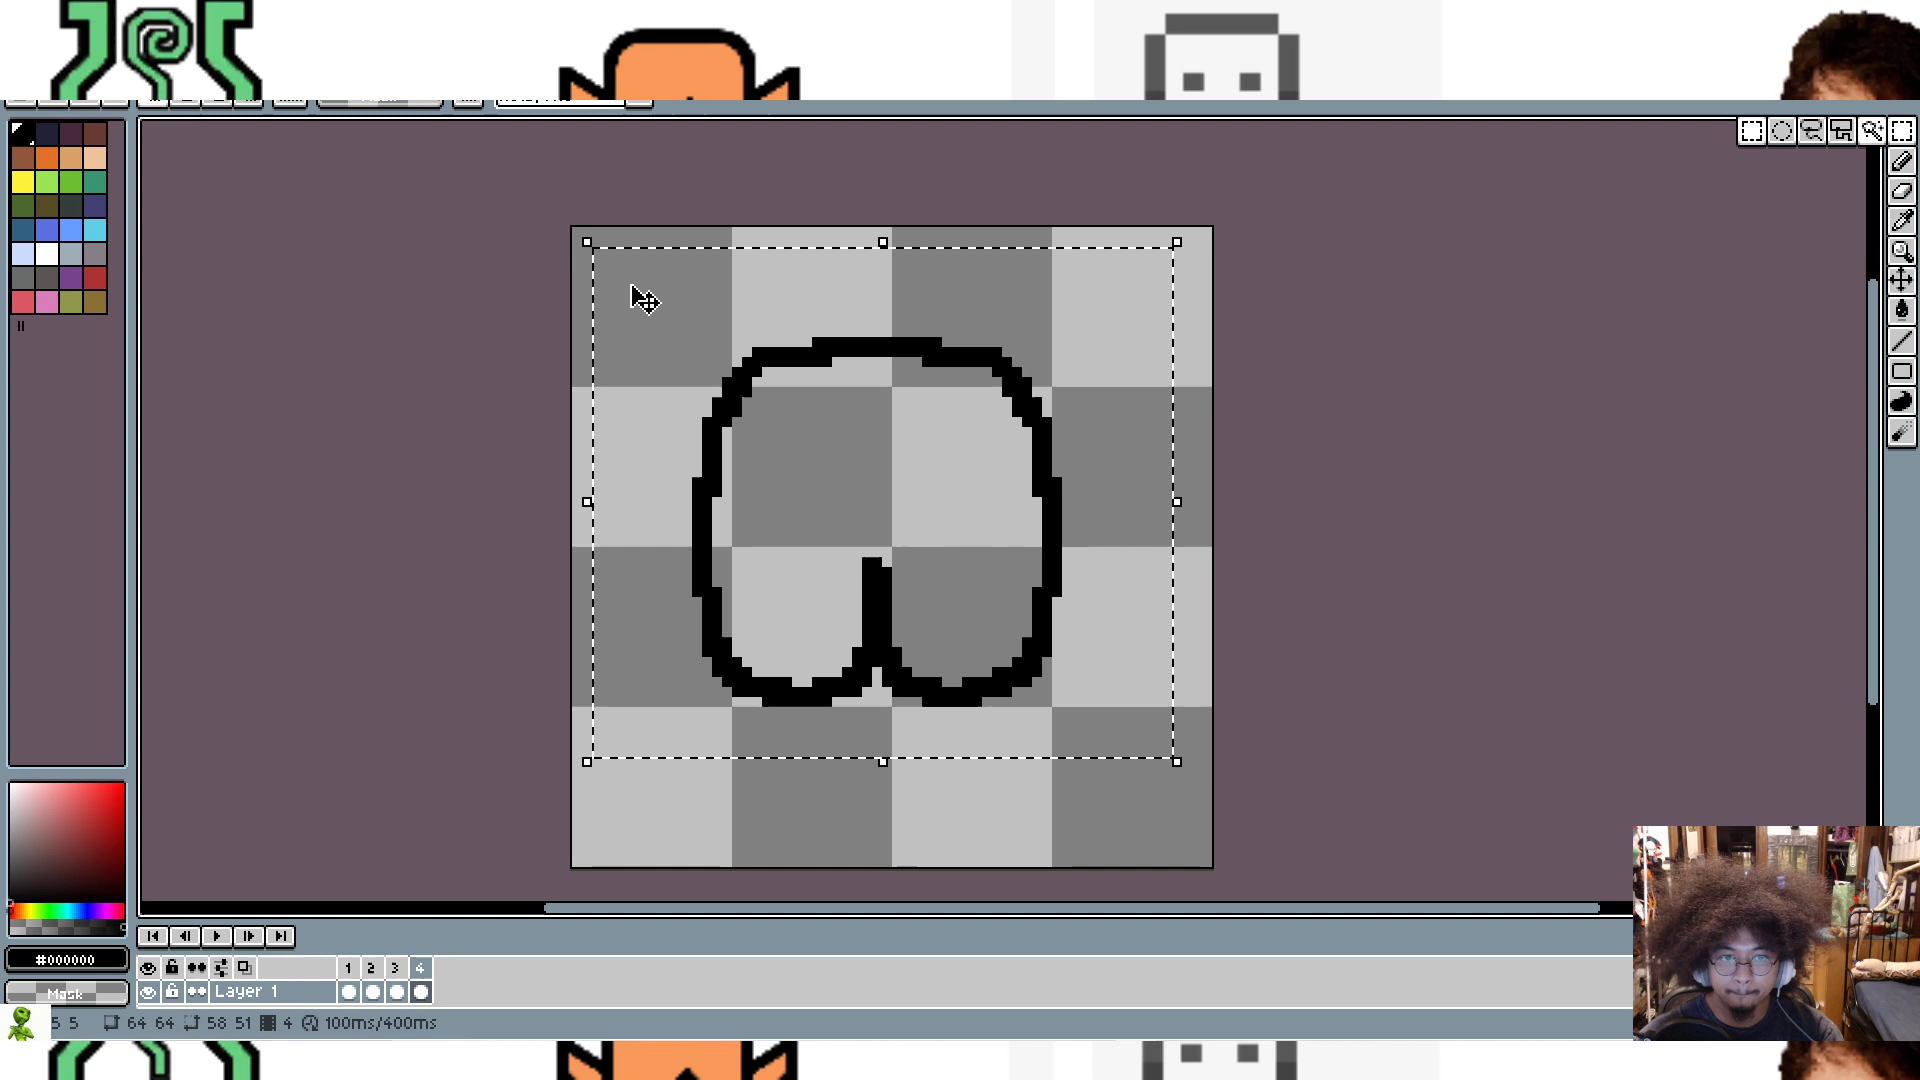 #000000
Mask
1 2 3 4
Layer 1
5 5 64 64 58 51 4 100ms/400ms